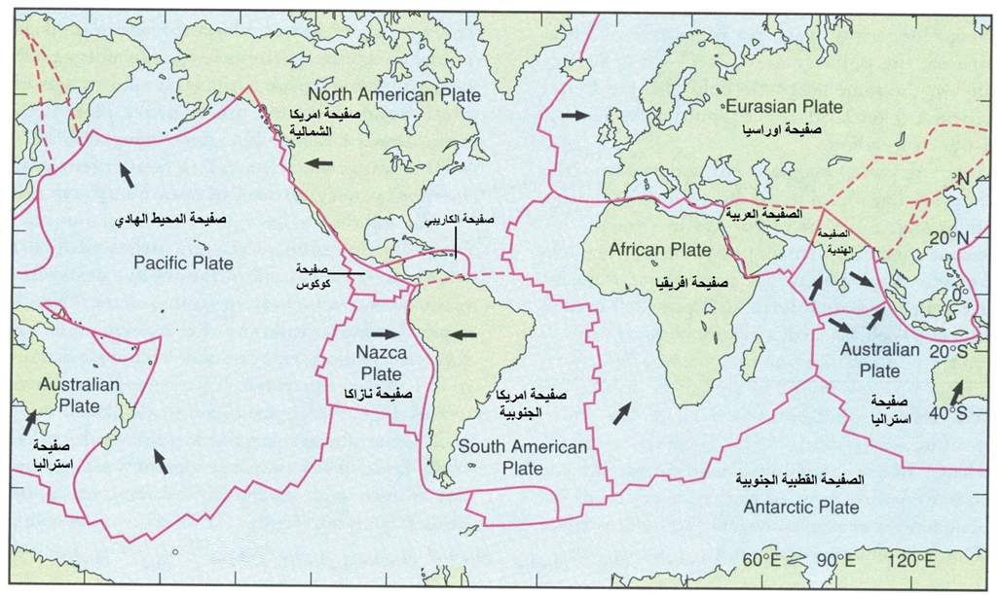 North American Plate
صفيحة امريكا
الشمالية
Eurasian Plate
صفيحة اوراسيا
°N
صفيحة المحيط الهادي
Pacific Plate
صفيحة الكاريبي
صفيحة
كوكوس
African Plate
صفيحة افريقيا
الصفيحة العربية
الصفيحة
الهندية
20°N
0°
20°S
40°S
Australian
Plate
صفيحة
استراليا
Nazca
Plate
صفيحة نازاكا
صفيحة امريكا
الجنوبية
South American
Plate
Australian
Plate
صفيحة
استراليا
الصفيحة القطبية الجنوبية
Antarctic Plate
60°E
90°E
120°E